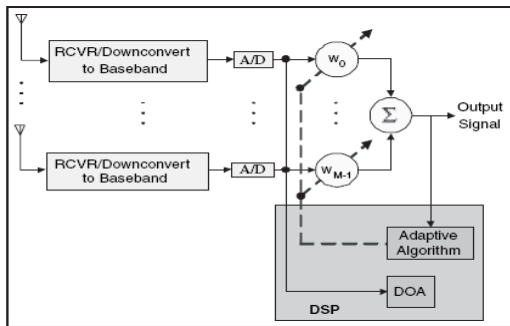 RCVR/Downconvert
to Baseband
A/D
w0
Σ
Output
Signal
RCVR/Downconvert
to Baseband
A/D
wM-1
Adaptive
Algorithm
DOA
DSP